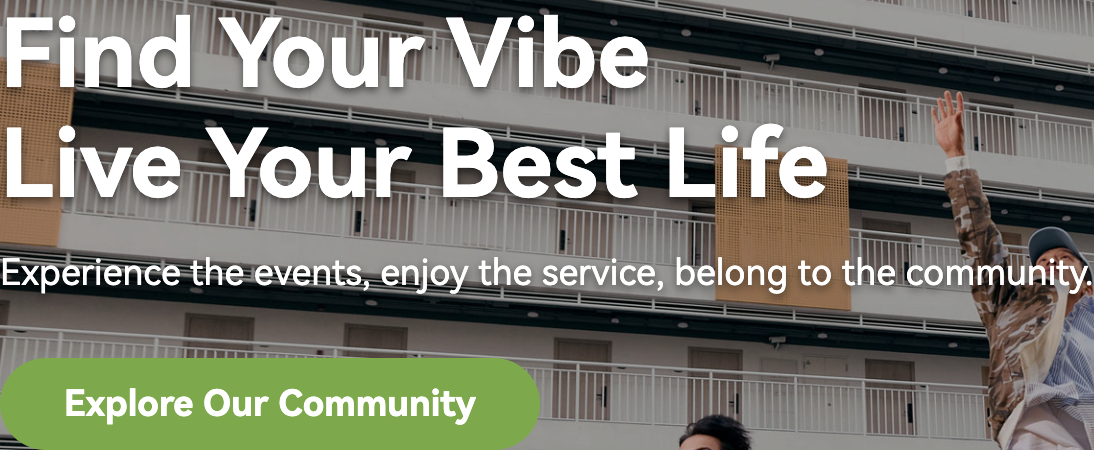 Find Your Vibe
Live Your Best Life
Experience the events, enjoy the service, belong to the community.
Explore Our Community